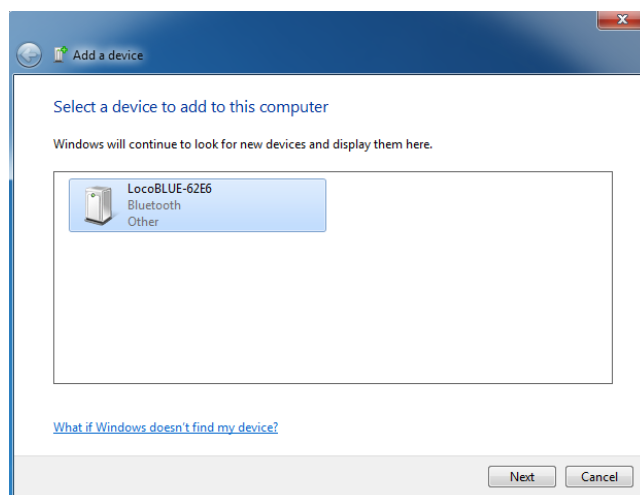 Add a device
Select a device to add to this computer
Windows will continue to look for new devices and display them here.
LocoBLUE-62E6
Bluetooth
Other
What if Windows doesn't find my device?
Next Cancel